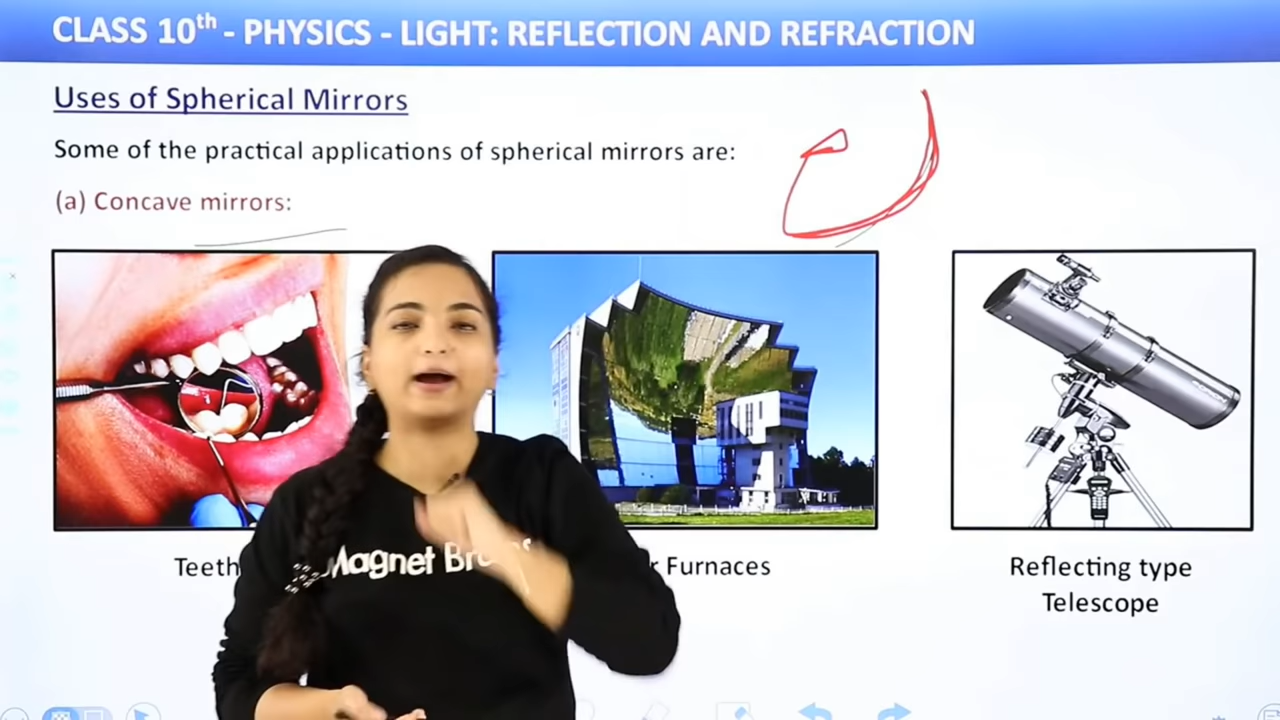 CLASS 10th - PHYSICS - LIGHT: REFLECTION AND REFRACTION
Uses of Spherical Mirrors
Some of the practical applications of spherical mirrors are:
(a) Concave mirrors:
Magnet
Teeth
Furnaces
Reflecting type
Telescope